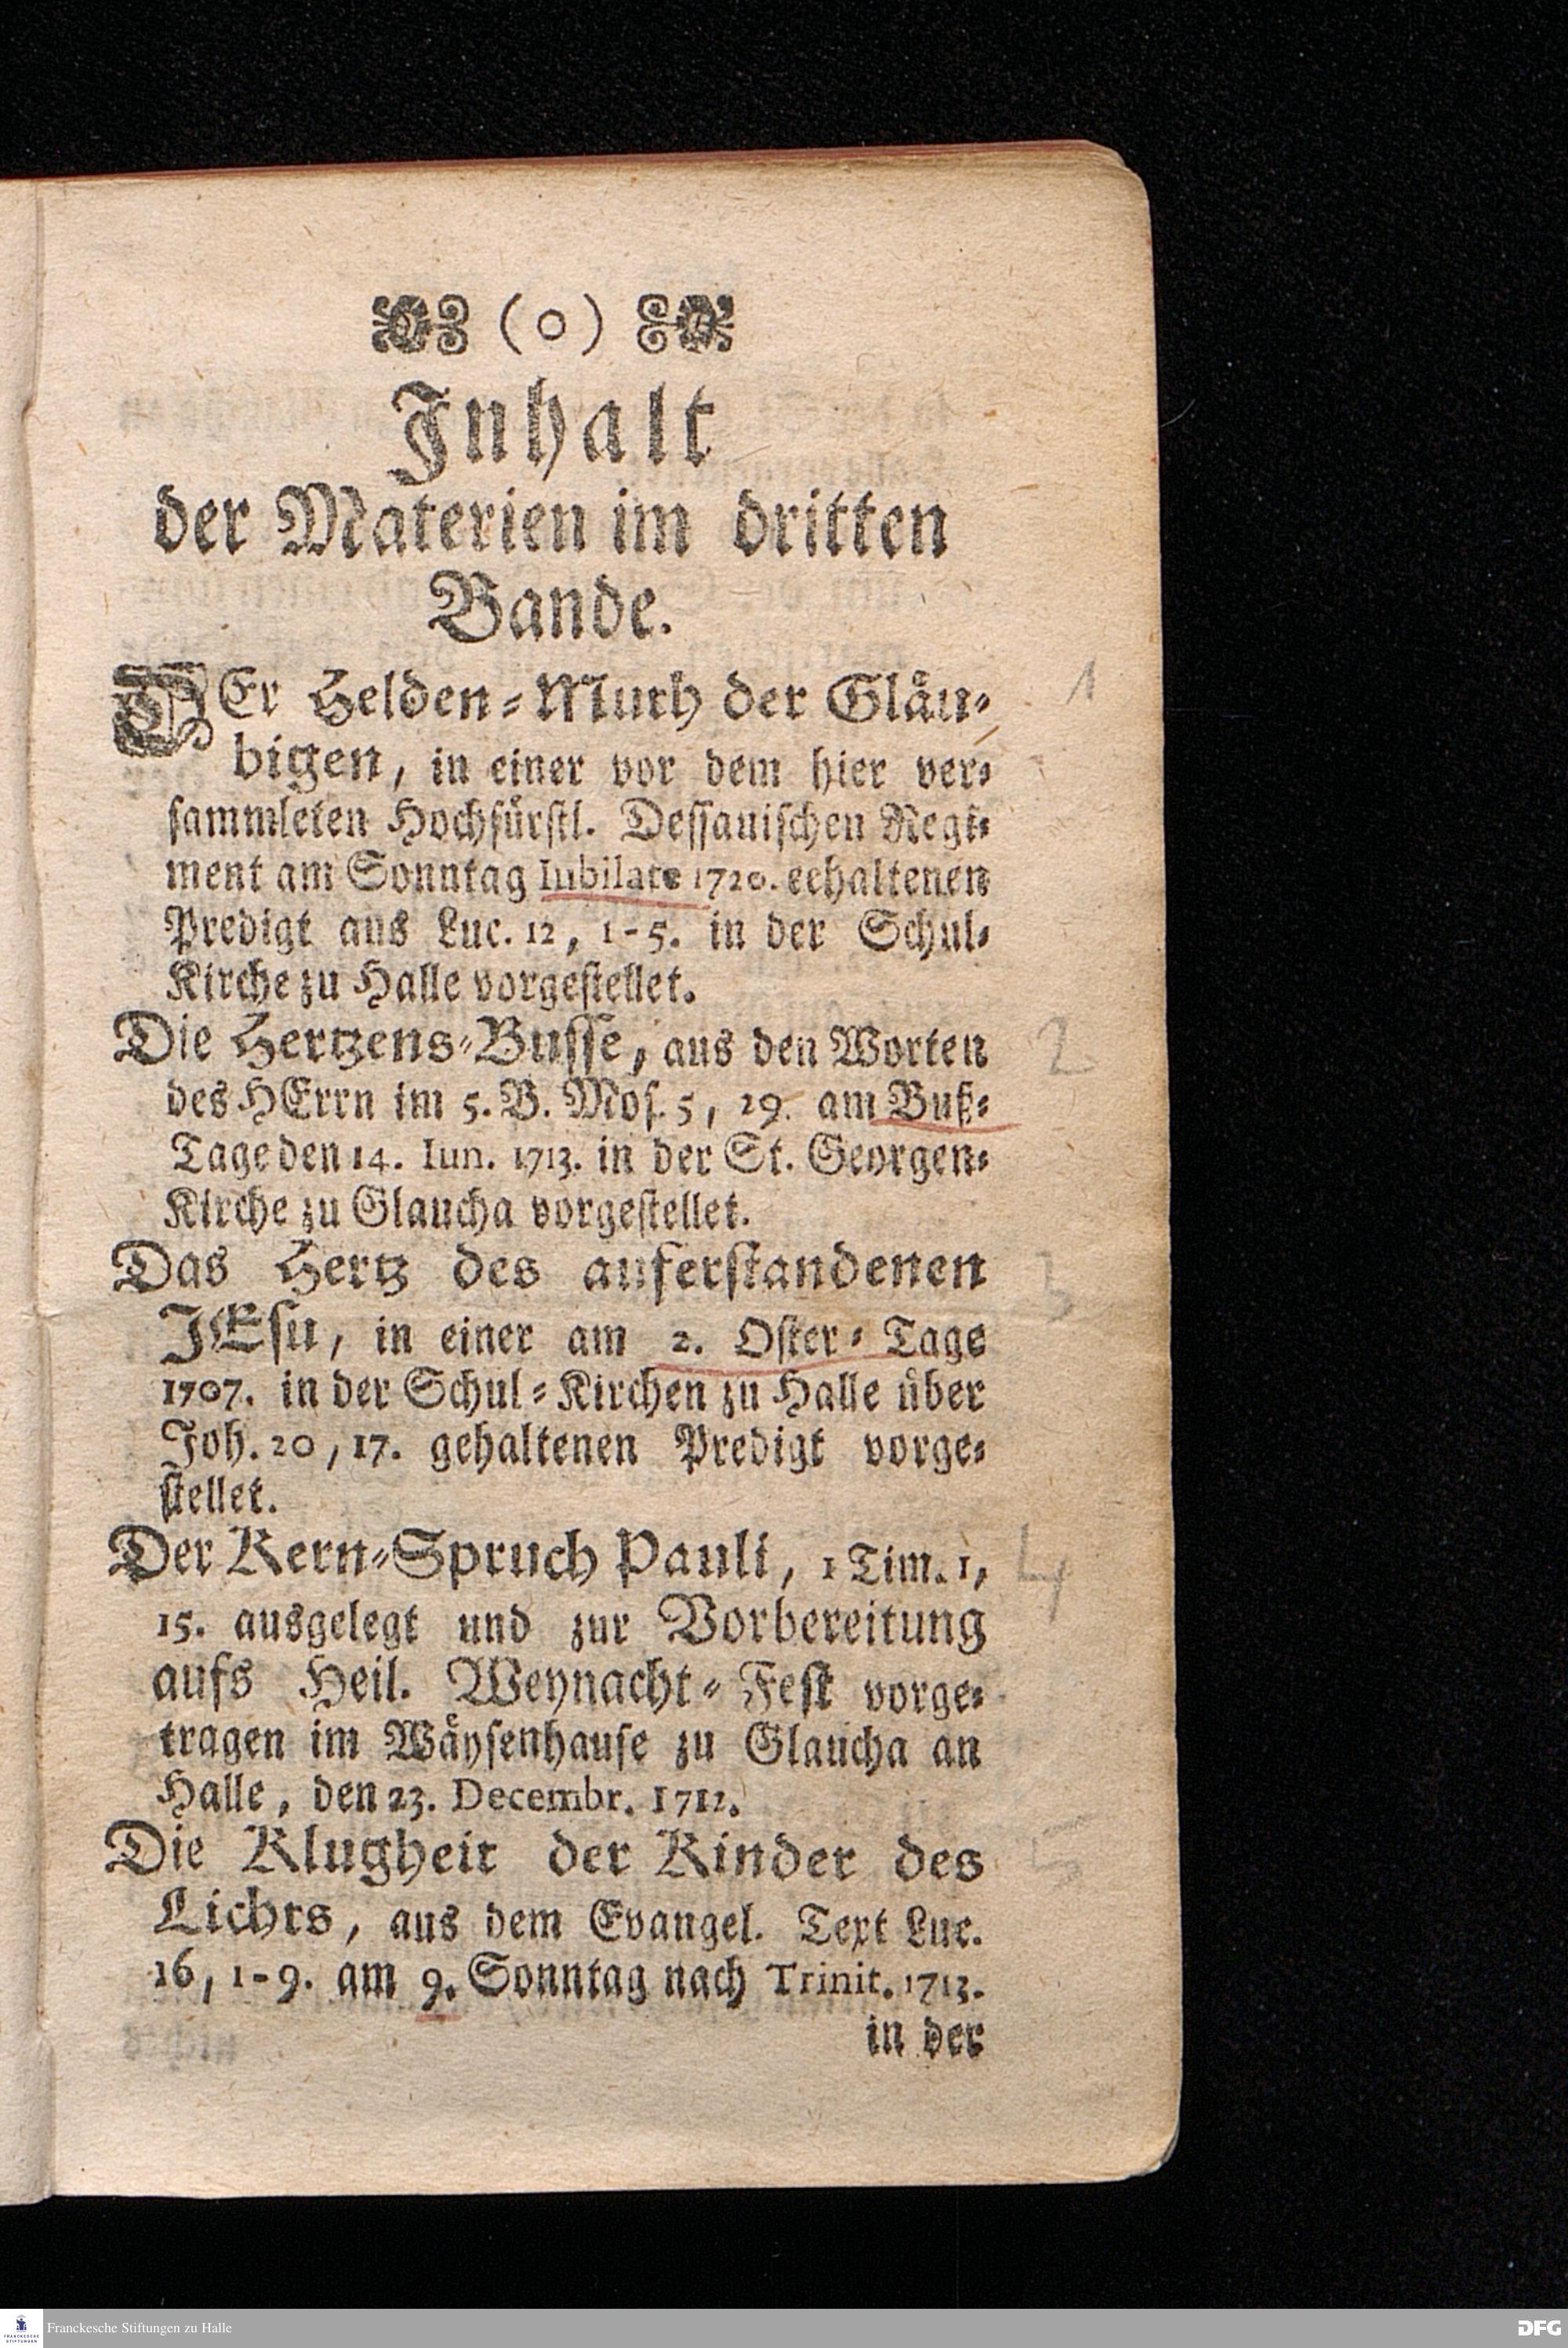 (o)
Inhalt
der Materien im dritten
Bande.
DEr Helden-Muth der Gläu-
bigen, in einer vor dem hier ver-
sammleten Hochfürstl. Dessauischen Regi-
ment am Sonntag Iubilate 1720. gehaltenen
Predigt aus Luc. 12, 1-5. in der Schul-
Kirche zu Halle vorgestellet.
Die Hertzens-Busse, aus den Worten
des HErrn im 5. B. Mos. 5, 29. am Buß-
Tage den 14. Iun. 1713. in der St. Georgen-
Kirche zu Glaucha vorgestellet.
Das Hertz des auferstandenen
JEsu, in einer am 2. Oster-Tage
1707. in der Schul-Kirchen zu Halle über
Joh. 20, 17. gehaltenen Predigt vorge-
stellet.
Der Kern-Spruch Pauli, 1 Tim. 1,
15. ausgelegt und zur Vorbereitung
aufs Heil. Weynacht-Fest vorge-
tragen im Wäysenhause zu Glaucha an
Halle, den 23. Decembr. 1712.
Die Klugheit der Kinder des
Lichts, aus dem Evangel. Text Luc.
16, 1-9. am 9. Sonntag nach Trinit. 1713.
in der
1
2
3
4
5
FRANCKESCHE
STIFTUNGEN
Franckesche Stiftungen zu Halle
DFG